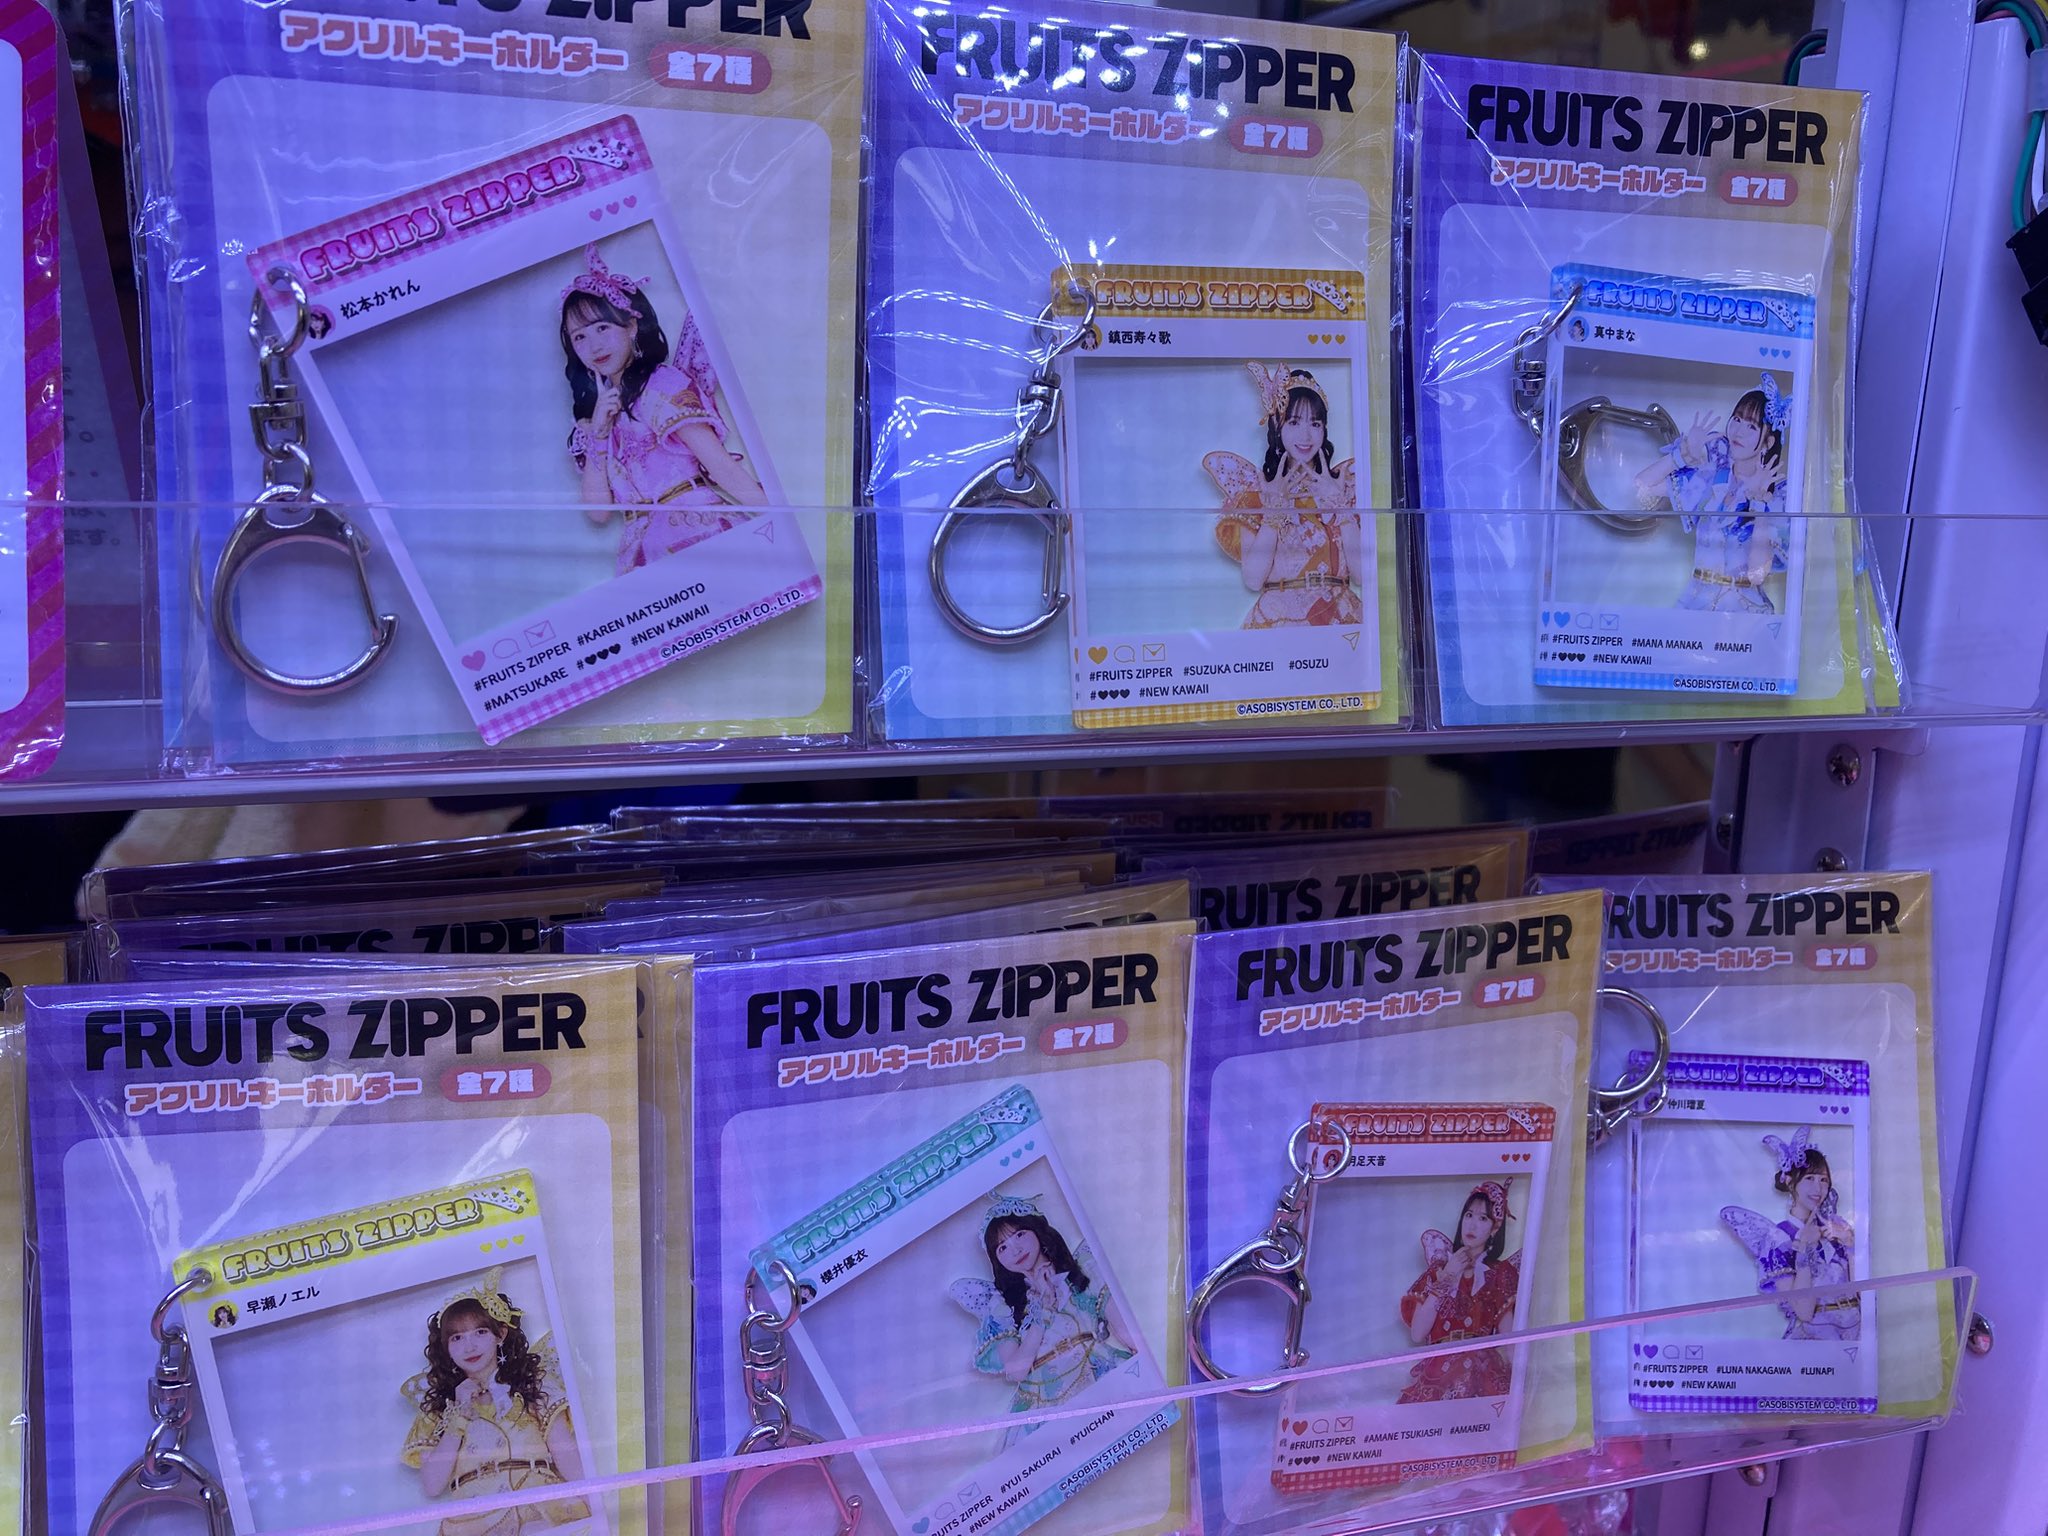 FRUITS ZIPPER
アクリルキーホルダー 全7種
FRUITS ZIPPER
松本かれん
#FRUITS ZIPPER #KAREN MATSUMOTO
#MATSUKARE #♥♥♥ #NEW KAWAII
©ASOBISYSTEM CO., LTD.
FRUITS ZIPPER
アクリルキーホルダー 全7種
FRUITS ZIPPER
鎮西寿々歌
#FRUITS ZIPPER #SUZUKA CHINZEI #OSUZU
#♥♥♥ #NEW KAWAII
©ASOBISYSTEM CO., LTD.
FRUITS ZIPPER
アクリルキーホルダー 全7種
FRUITS ZIPPER
真中まな
#FRUITS ZIPPER #MANA MANAKA #MANAFI
#♥♥♥ #NEW KAWAII
©ASOBISYSTEM CO., LTD.
FRUITS ZIPPER
アクリルキーホルダー 全7種
FRUITS ZIPPER
早瀬ノエル
FRUITS ZIPPER
アクリルキーホルダー 全7種
FRUITS ZIPPER
櫻井優衣
FRUITS ZIPPER #YUI SAKURAI #YUICHAN
#NEW KAWAII
©ASOBISYSTEM CO., LTD.
FRUITS ZIPPER
FRUITS ZIPPER
アクリルキーホルダー 全7種
FRUITS ZIPPER
月足天音
#FRUITS ZIPPER #AMANE TSUKIASHI #AMANEKI
#♥♥♥ #NEW KAWAII
©ASOBISYSTEM CO., LTD.
RUITS ZIPPER
アクリルキーホルダー 全7種
FRUITS ZIPPER
仲川瑠夏
#FRUITS ZIPPER #LUNA NAKAGAWA #LUNAPI
#♥♥♥ #NEW KAWAII
©ASOBISYSTEM CO., LTD.